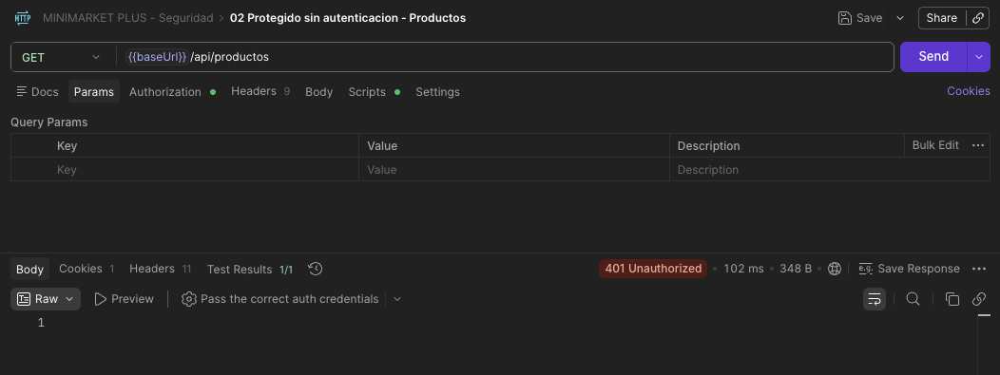 HTTP MINIMARKET PLUS - Seguridad > 02 Protegido sin autenticacion - Productos Save Share
GET {{baseUrl}}/api/productos Send
Docs Params Authorization Headers 9 Body Scripts Settings Cookies
Query Params
Key Value Description Bulk Edit
Key Value Description
Body Cookies 1 Headers 11 Test Results 1/1 401 Unauthorized • 102 ms • 348 B e.g. Save Response
Raw Preview Pass the correct auth credentials
1